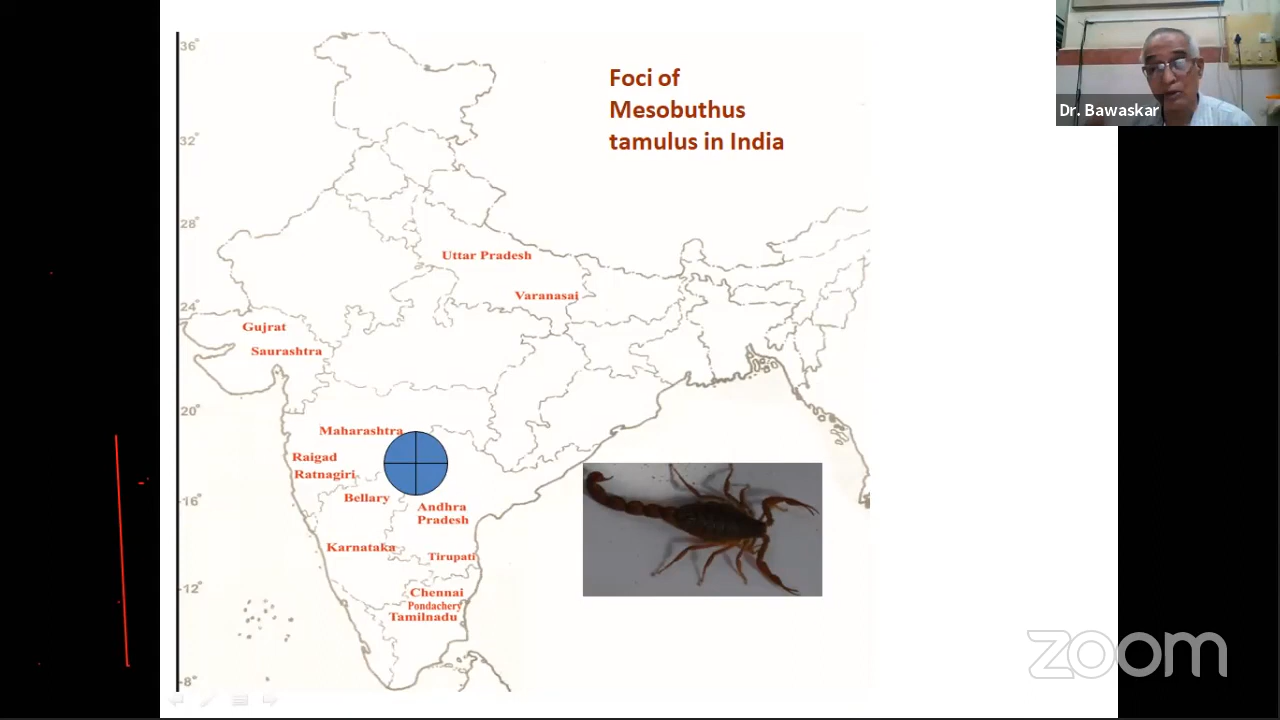 Foci of
Mesobuthus
tamulus in India
Dr. Bawaskar
36°
32°
28°
24°
20°
16°
12°
8°
Uttar Pradesh
Varanasai
Gujrat
Saurashtra
Maharashtra
Raigad
Ratnagiri
Bellary
Andhra
Pradesh
Karnataka
Tirupati
Chennai
Pondachery
Tamilnadu
zoom